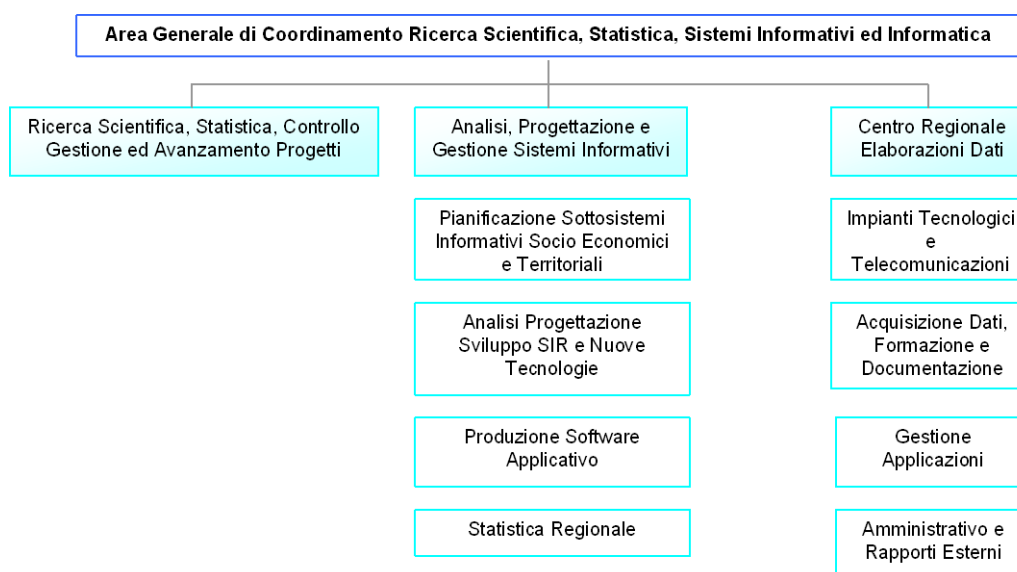 Area Generale di Coordinamento Ricerca Scientifica, Statistica, Sistemi Informativi ed Informatica
Ricerca Scientifica, Statistica, Controllo
Gestione ed Avanzamento Progetti
Analisi, Progettazione e
Gestione Sistemi Informativi
Centro Regionale
Elaborazioni Dati
Pianificazione Sottosistemi
Informativi Socio Economici
e Territoriali
Impianti Tecnologici
e
Telecomunicazioni
Analisi Progettazione
Sviluppo SIR e Nuove
Tecnologie
Acquisizione Dati,
Formazione e
Documentazione
Produzione Software
Applicativo
Gestione
Applicazioni
Statistica Regionale
Amministrativo e
Rapporti Esterni